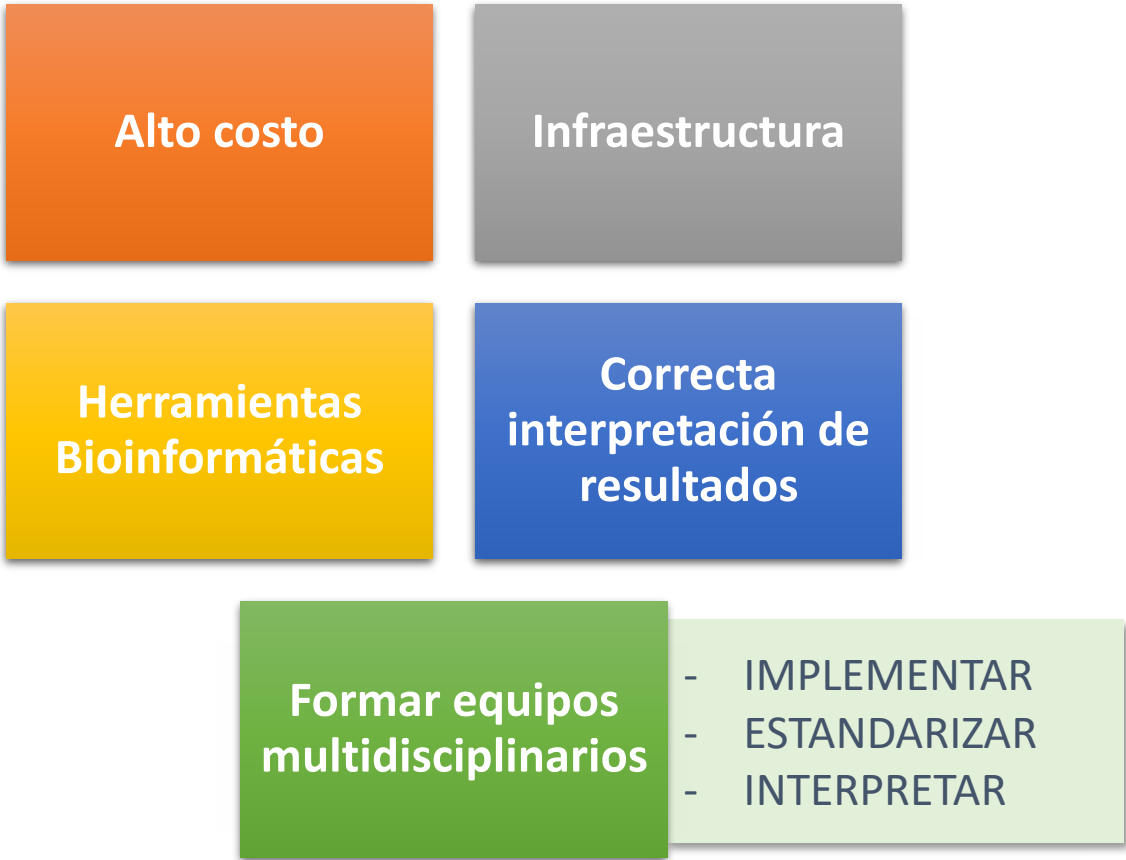 Alto costo
Infraestructura
Herramientas
Bioinformáticas
Correcta
interpretación de
resultados
Formar equipos
multidisciplinarios
- IMPLEMENTAR
- ESTANDARIZAR
- INTERPRETAR